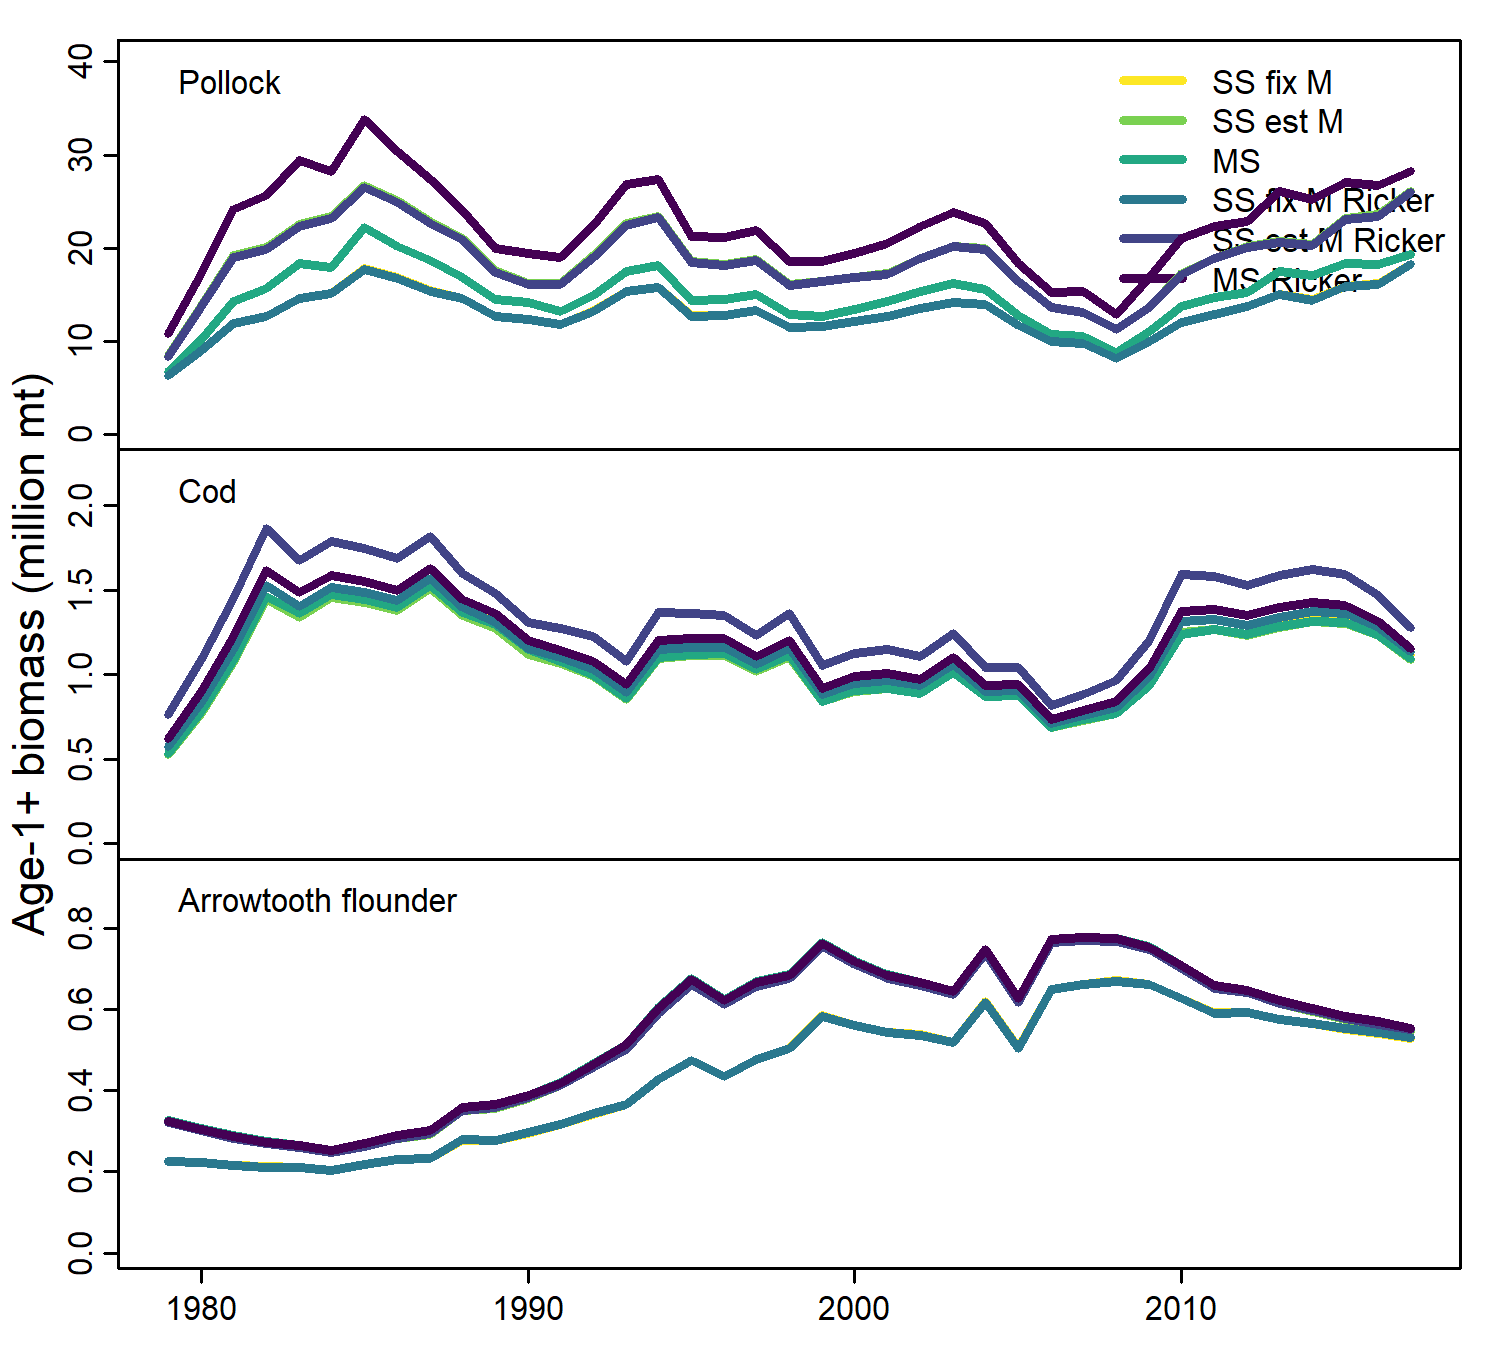 Age-1+ biomass (million mt)
Pollock
40
30
20
10
0
SS fix M
SS est M
MS
SS fix M Ricker
SS est M Ricker
MS Ricker
Cod
2.0
1.5
1.0
0.5
0.0
Arrowtooth flounder
0.8
0.6
0.4
0.2
0.0
1980 1990 2000 2010